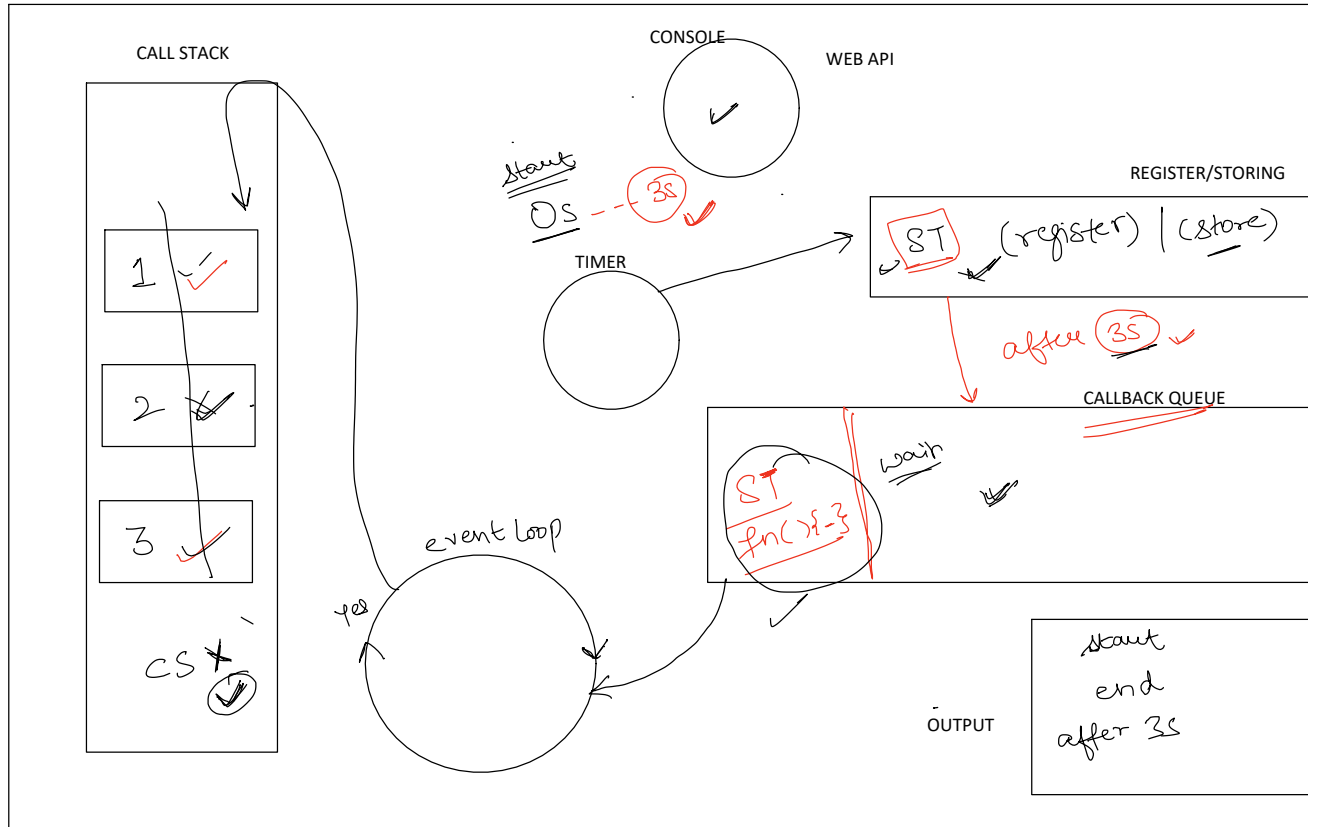 CALL STACK
CONSOLE
WEB API
start
0s --- 3s
REGISTER/STORING
ST (register) | (store)
TIMER
1
after 3s
2
CALLBACK QUEUE
wait
ST
fn(){-}
3
event loop
Yes
CS
start
end
after 3s
OUTPUT